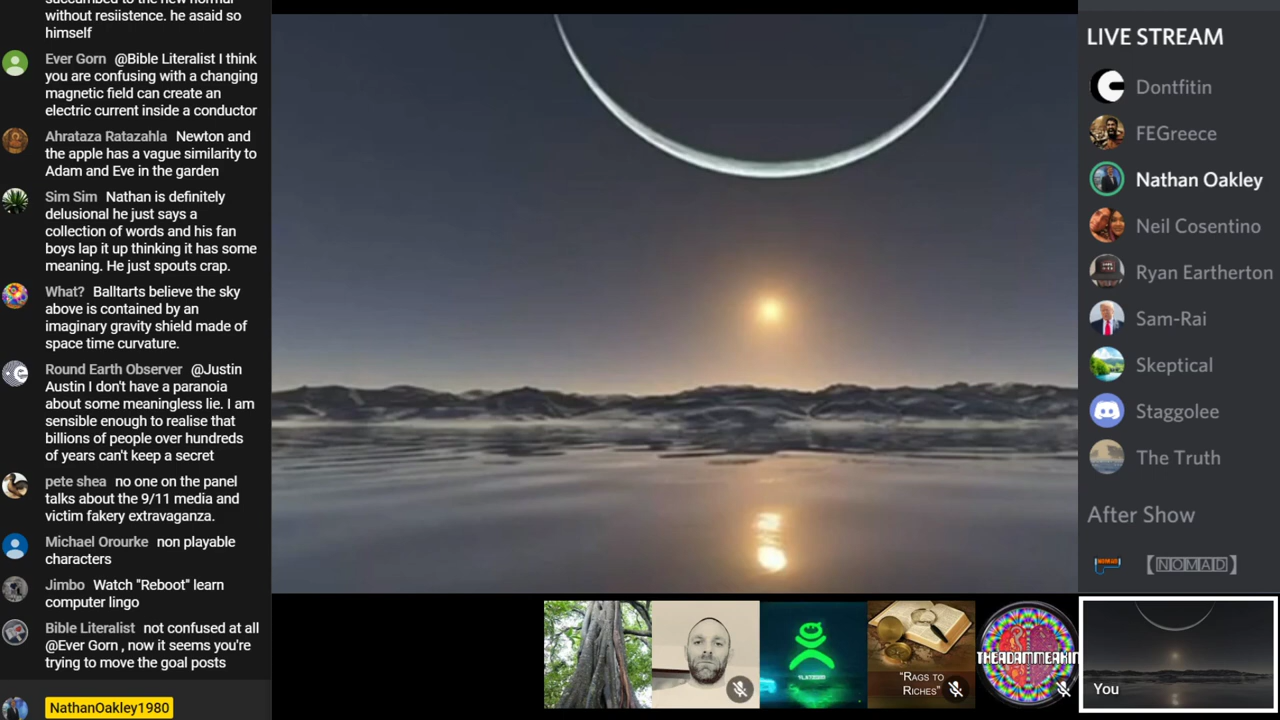 succumbed to the new normal
without resiistence. he asaid so
himself
Ever Gorn @Bible Literalist I think
you are confusing with a changing
magnetic field can create an
electric current inside a conductor
Ahrataza Ratazahla Newton and
the apple has a vague similarity to
Adam and Eve in the garden
Sim Sim Nathan is definitely
delusional he just says a
collection of words and his fan
boys lap it up thinking it has some
meaning. He just spouts crap.
What? Balltarts believe the sky
above is contained by an
imaginary gravity shield made of
space time curvature.
Round Earth Observer @Justin
Austin I don't have a paranoia
about some meaningless lie. I am
sensible enough to realise that
billions of people over hundreds
of years can't keep a secret
pete shea no one on the panel
talks about the 9/11 media and
victim fakery extravaganza.
Michael Orourke non playable
characters
Jimbo Watch "Reboot" learn
computer lingo
Bible Literalist not confused at all
@Ever Gorn , now it seems you're
trying to move the goal posts
NathanOakley1980
LIVE STREAM
Dontfitin
FEGreece
Nathan Oakley
Neil Cosentino
Ryan Eartherton
Sam-Rai
Skeptical
Staggolee
The Truth
After Show
【NOMAD】
"RAGS TO
RICHES"
THEADAMMEAKIN
You